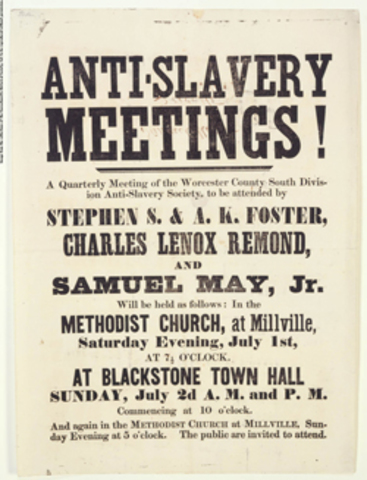 ANTI-SLAVERY
MEETINGS!
A Quarterly Meeting of the Worcester County South Divis-
ion Anti-Slavery Society, to be attended by
STEPHEN S. & A. K. FOSTER,
CHARLES LENOX REMOND,
AND
SAMUEL MAY, Jr.
Will be held as follows: In the
METHODIST CHURCH, at Millville,
Saturday Evening, July 1st,
AT 7½ O'CLOCK.
AT BLACKSTONE TOWN HALL
SUNDAY, July 2d A. M. and P. M.
Commencing at 10 o'clock.
And again in the METHODIST CHURCH at MILLVILLE, Sun-
day Evening at 5 o'clock. The public are invited to attend.